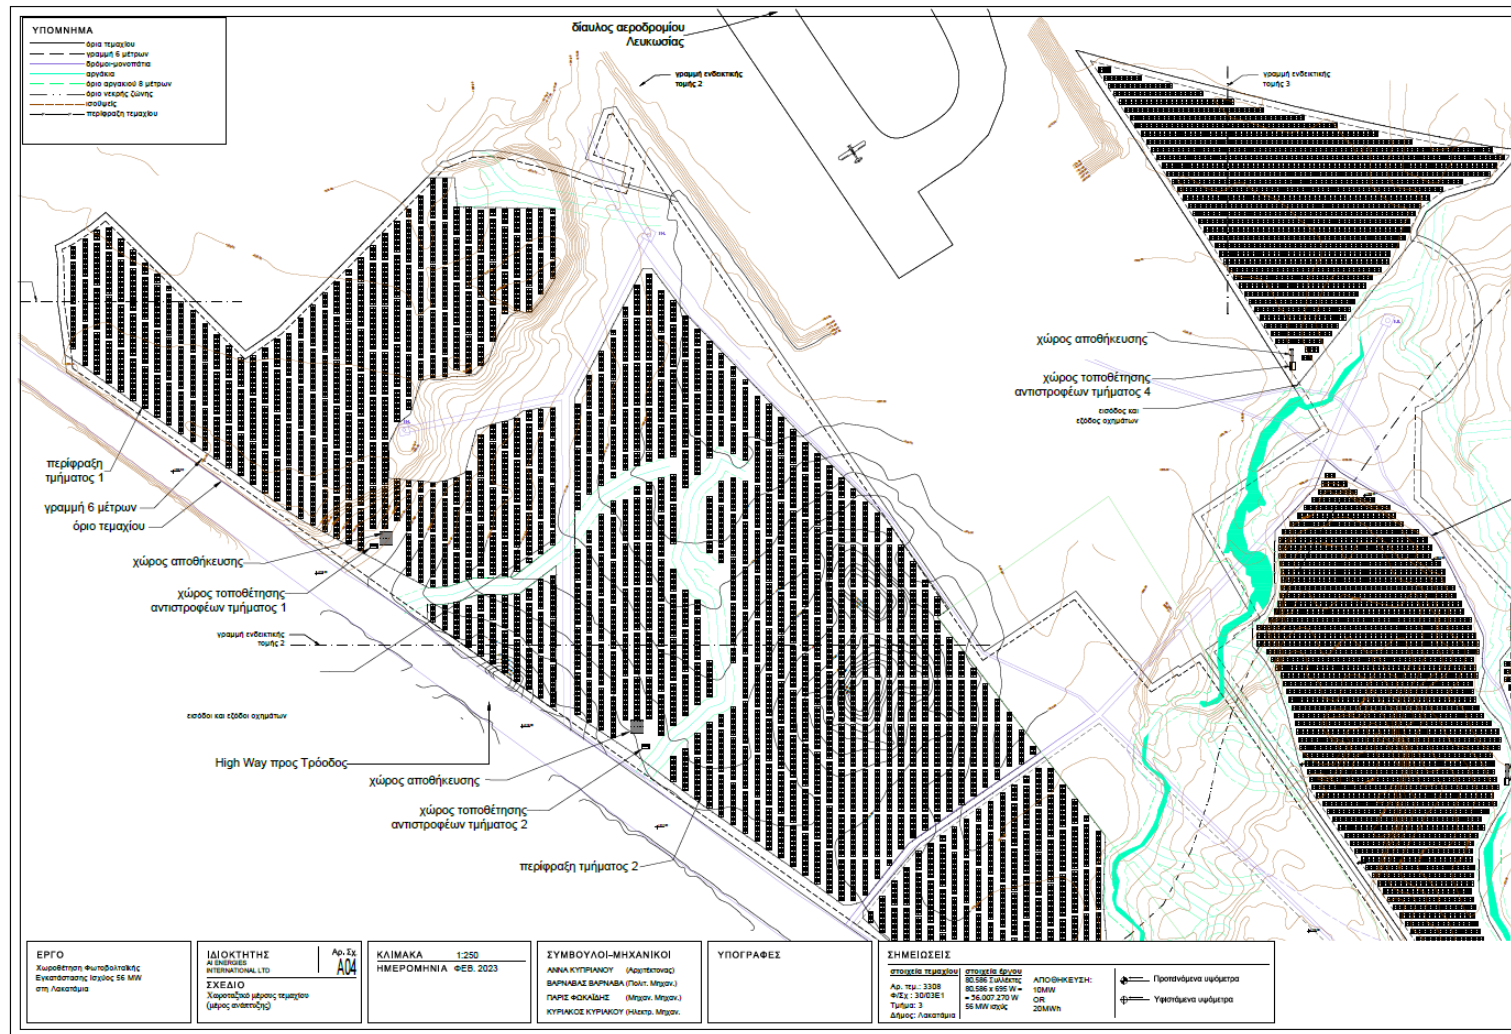 ΥΠΟΜΝΗΜΑ
όρια τεμαχίου
γραμμή 6 μέτρων
δρόμοι-μονοπάτια
αργάκια
όριο αργακιού 8 μέτρων
όριο νεκρής ζώνης
ισοϋψείς
περίφραξη τεμαχίου
δίαυλος αεροδρομίου
Λευκωσίας
γραμμή ενδεικτικής
τομής 2
γραμμή ενδεικτικής
τομής 3
χώρος αποθήκευσης
χώρος τοποθέτησης
αντιστροφέων τμήματος 4
εισόδος και
εξόδος οχημάτων
περίφραξη
τμήματος 1
γραμμή 6 μέτρων
όριο τεμαχίου
χώρος αποθήκευσης
χώρος τοποθέτησης
αντιστροφέων τμήματος 1
γραμμή ενδεικτικής
τομής 2
εισόδοι και εξόδοι οχημάτων
High Way προς Τρόοδος
χώρος αποθήκευσης
χώρος τοποθέτησης
αντιστροφέων τμήματος 2
περίφραξη τμήματος 2
ΕΡΓΟ
Χωροθέτηση Φωτοβολταϊκής
Εγκατάστασης Ισχύος 56 MW
στη Λακατάμια
ΙΔΙΟΚΤΗΤΗΣ
AI ENERGIES
INTERNATIONAL LTD
Αρ. Σχ.
A04
ΣΧΕΔΙΟ
Χωροταξικό μέρους τεμαχίου
(μέρος ανάπτυξης)
ΚΛΙΜΑΚΑ 1:250
ΗΜΕΡΟΜΗΝΙΑ ΦΕΒ. 2023
ΣΥΜΒΟΥΛΟΙ-ΜΗΧΑΝΙΚΟΙ
ΑΝΝΑ ΚΥΠΡΙΑΝΟΥ (Αρχιτέκτονας)
ΒΑΡΝΑΒΑΣ ΒΑΡΝΑΒΑ (Πολιτ. Μηχαν.)
ΠΑΡΙΣ ΦΩΚΑΪΔΗΣ (Μηχαν. Μηχαν.)
ΚΥΡΙΑΚΟΣ ΚΥΡΙΑΚΟΥ (Ηλεκτρ. Μηχαν.
ΥΠΟΓΡΑΦΕΣ
ΣΗΜΕΙΩΣΕΙΣ
στοιχεία τεμαχίου
Αρ. τεμ.: 3308
Φ/Σχ : 30/03E1
Τμήμα: 3
Δήμος: Λακατάμια
στοιχεία έργου
80.586 Συλλέκτες
80.586 x 695 W =
= 56.007.270 W
56 MW ισχύς
ΑΠΟΘΗΚΕΥΣΗ:
10MW
OR
20MWh
Προτεινόμενα υψόμετρα
Υφιστάμενα υψόμετρα